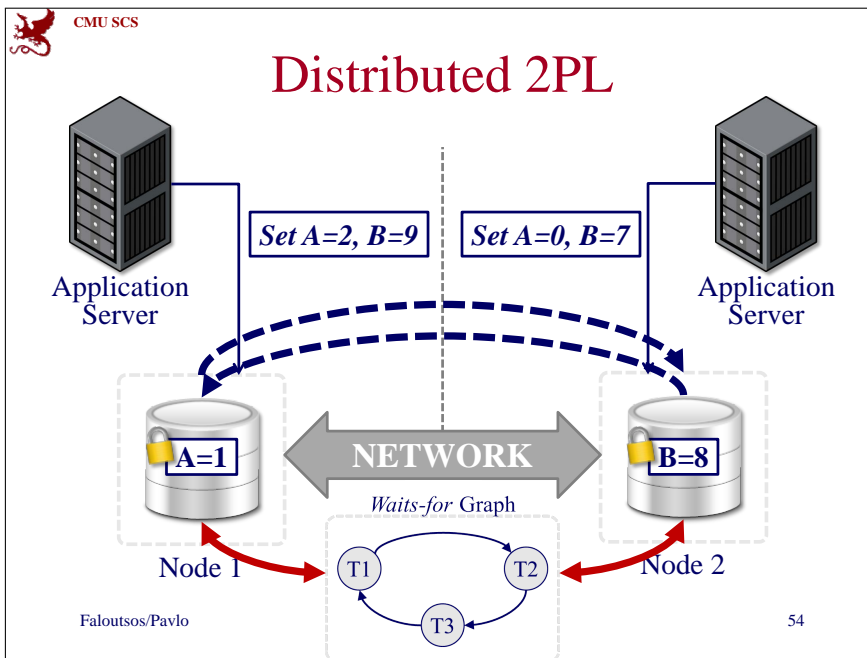 CMU SCS
Distributed 2PL
Set A=2, B=9
Set A=0, B=7
Application
Server
Application
Server
A=1
NETWORK
B=8
Waits-for Graph
Node 1
Node 2
T1
T2
T3
Faloutsos/Pavlo
54